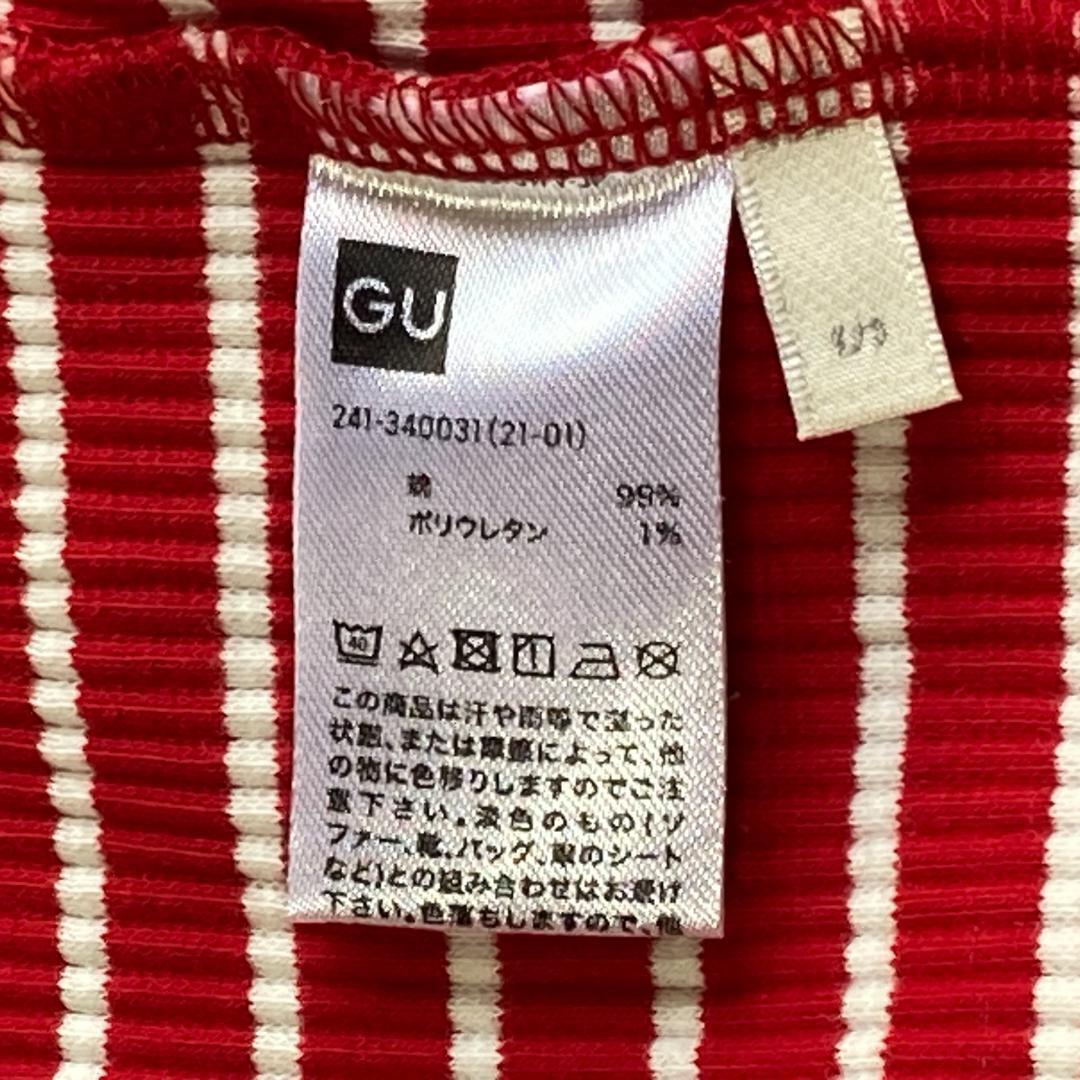 GU
241-340031(21-01)
綿 99%
ポリウレタン 1%
40
この商品は汗や雨等で湿った
状態、または摩擦によって、他
の物に色移りしますのでご注
意下さい。淡色のもの(ソ
ファー、靴、バッグ、車のシート
など)との組み合わせはお避け
下さい。色落ちしますので、他